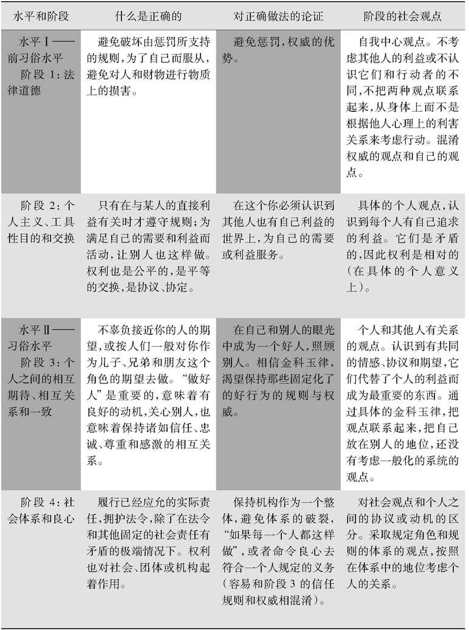 水平和阶段
什么是正确的
对正确做法的论证
阶段的社会观点
水平Ⅰ——
前习俗水平
阶段 1：法
律道德
避免破坏由惩罚所支持
的规则，为了自己而服从，
避免对人和财物进行物质
上的损害。
避免惩罚，权威的优
势。
自我中心观点。不考
虑其他人的利益或不认
识它们和行动者的不
同，不把两种观点联系
起来，从身体上而不是
根据他人心理上的利害
关系来考虑行动。混淆
权威的观点和自己的观
点。
阶段 2：个
人主义、工具
性目的和交换
只有在与某人的直接利
益有关时才遵守规则；为
满足自己的需要和利益而
活动，让别人也这样做。
权利也是公平的，是平等
的交换，是协议、协定。
在这个你必须认识到
其他人也有自己利益的
世界上，为自己的需要
或利益服务。
具体的个人观点，认
识到每个人有自己追求
的利益。它们是矛盾
的，因此权利是相对的
（在具体的个人意义
上）。
水平Ⅱ——
习俗水平
阶段 3：个
人之间的相互
期待、相互关
系和一致
不辜负接近你的人的期
望，或按人们一般对你作
为儿子、兄弟和朋友这个
角色的期望去做。“做好
人”是重要的，意味着有
良好的动机，关心别人，也
意味着保持诸如信任、忠
诚、尊重和感激的相互关
系。
在自己和别人的眼光
中成为一个好人，照顾
别人。相信金科玉律，
渴望保持那些固定化了
的好行为的规则与权
威。
个人和其他人有关系
的观点。认识到有共同
的情感、协议和期望，它
们代替了个人的利益而
成为最重要的东西。通
过具体的金科玉律，把
观点联系起来，把自己
放在别人的地位，还没
有考虑一般化的系统的
观点。
阶段 4：社
会体系和良心
履行已经应允的实际责
任，拥护法令，除了在法令
和其他固定的社会责任有
矛盾的极端情况下。权利
也对社会、团体或机构起
着作用。
保持机构作为一个整
体，避免体系的破裂，
“如果每一个人都这样
做”，或者命令良心去
符合一个人规定的义务
（容易和阶段 3 的信任
规则和权威相混淆）。
对社会观点和个人之
间的协议或动机的区
分。采取规定角色和规
则的体系的观点，按照
在体系中的地位考虑个
人的关系。